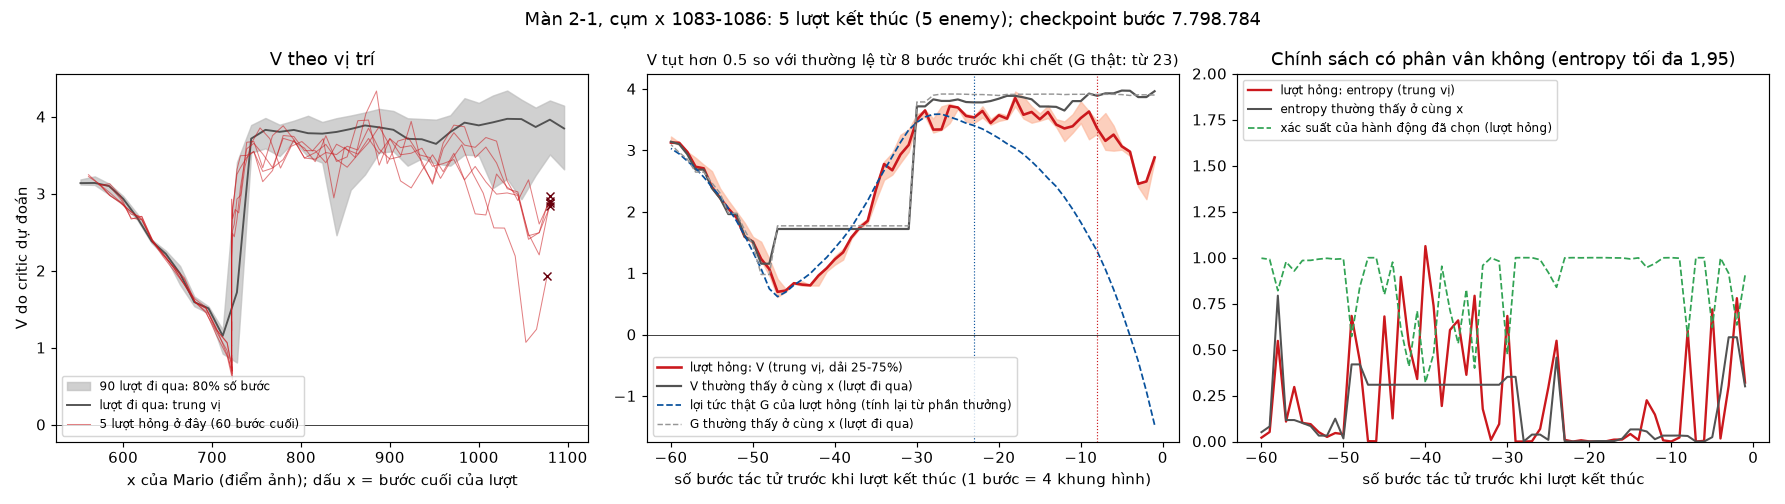 Màn 2-1, cụm x 1083-1086: 5 lượt kết thúc (5 enemy); checkpoint bước 7.798.784
V theo vị trí
V do critic dự đoán
4
3
2
1
0
90 lượt đi qua: 80% số bước
lượt đi qua: trung vị
5 lượt hỏng ở đây (60 bước cuối)
600
700
800
900
1000
1100
x của Mario (điểm ảnh); dấu x = bước cuối của lượt
V tụt hơn 0.5 so với thường lệ từ 8 bước trước khi chết (G thật: từ 23)
4
3
2
1
0
−1
lượt hỏng: V (trung vị, dải 25-75%)
V thường thấy ở cùng x (lượt đi qua)
lợi tức thật G của lượt hỏng (tính lại từ phần thưởng)
G thường thấy ở cùng x (lượt đi qua)
−60
−50
−40
−30
−20
−10
0
số bước tác tử trước khi lượt kết thúc (1 bước = 4 khung hình)
Chính sách có phân vân không (entropy tối đa 1,95)
2.00
1.75
1.50
1.25
1.00
0.75
0.50
0.25
0.00
lượt hỏng: entropy (trung vị)
entropy thường thấy ở cùng x
xác suất của hành động đã chọn (lượt hỏng)
−60
−50
−40
−30
−20
−10
0
số bước tác tử trước khi lượt kết thúc